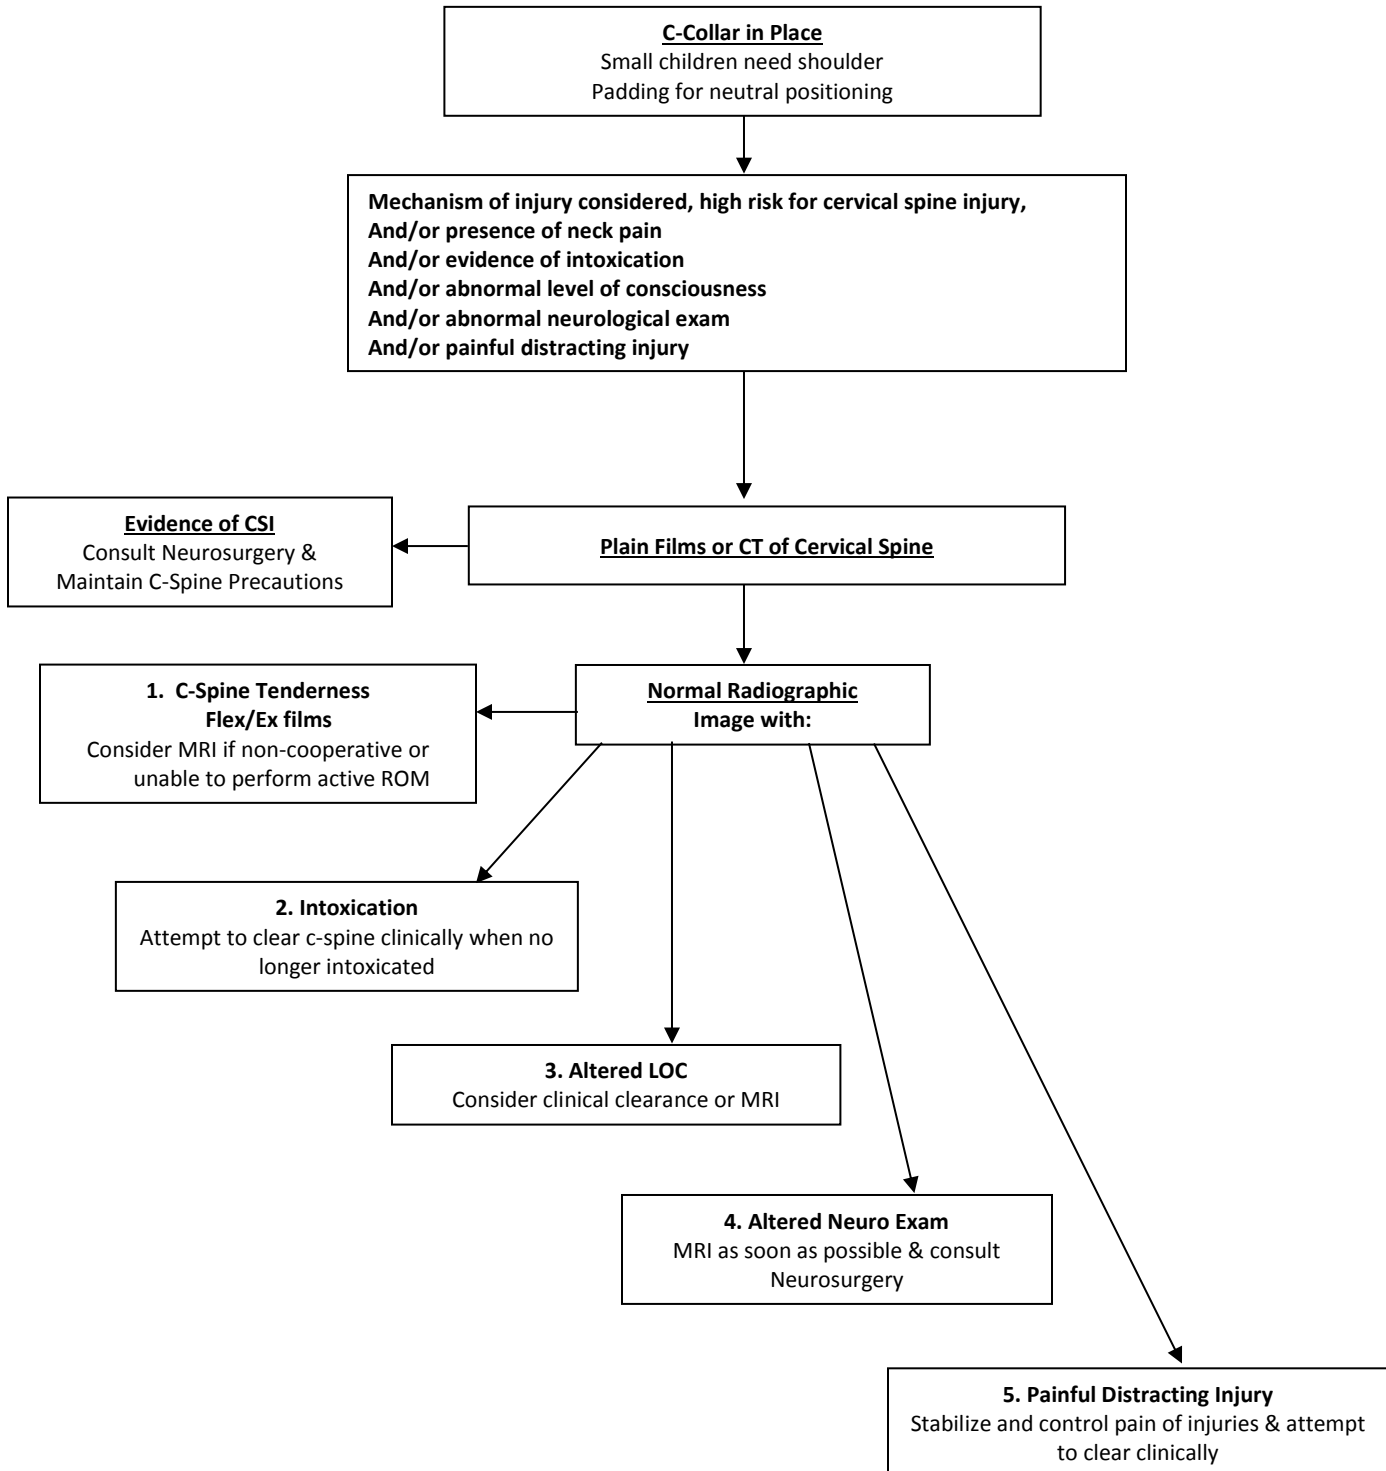 C-Collar in Place
Small children need shoulder
Padding for neutral positioning
Mechanism of injury considered, high risk for cervical spine injury,
And/or presence of neck pain
And/or evidence of intoxication
And/or abnormal level of consciousness
And/or abnormal neurological exam
And/or painful distracting injury
Evidence of CSI
Consult Neurosurgery &
Maintain C-Spine Precautions
Plain Films or CT of Cervical Spine
Normal Radiographic
Image with:
1. C-Spine Tenderness
Flex/Ex films
Consider MRI if non-cooperative or
unable to perform active ROM
2. Intoxication
Attempt to clear c-spine clinically when no
longer intoxicated
3. Altered LOC
Consider clinical clearance or MRI
4. Altered Neuro Exam
MRI as soon as possible & consult
Neurosurgery
5. Painful Distracting Injury
Stabilize and control pain of injuries & attempt
to clear clinically